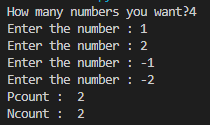 How many numbers you want?4
Enter the number : 1
Enter the number : 2
Enter the number : -1
Enter the number : -2
Pcount :  2
Ncount :  2